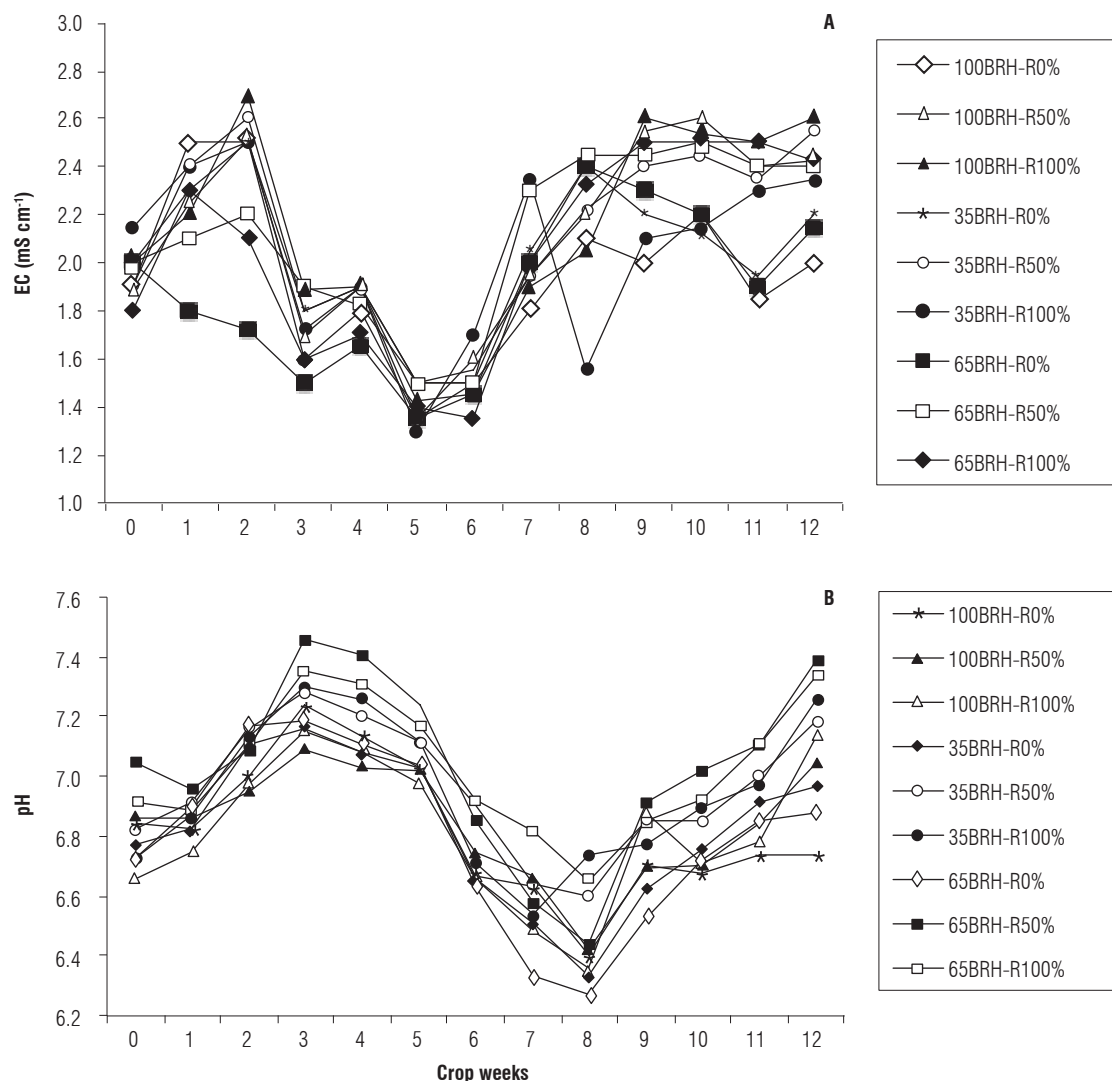 A
EC (mS cm-1)
3.0
2.8
2.6
2.4
2.2
2.0
1.8
1.6
1.4
1.2
1.0
0 1 2 3 4 5 6 7 8 9 10 11 12
100BRH-R0%
100BRH-R50%
100BRH-R100%
35BRH-R0%
35BRH-R50%
35BRH-R100%
65BRH-R0%
65BRH-R50%
65BRH-R100%
B
pH
7.6
7.4
7.2
7.0
6.8
6.6
6.4
6.2
0 1 2 3 4 5 6 7 8 9 10 11 12
Crop weeks
100BRH-R0%
100BRH-R50%
100BRH-R100%
35BRH-R0%
35BRH-R50%
35BRH-R100%
65BRH-R0%
65BRH-R50%
65BRH-R100%